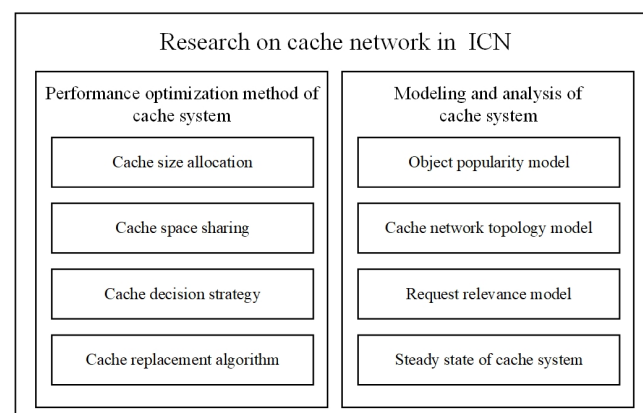 Research on cache network in ICN
Performance optimization method of
cache system
Cache size allocation
Cache space sharing
Cache decision strategy
Cache replacement algorithm
Modeling and analysis of
cache system
Object popularity model
Cache network topology model
Request relevance model
Steady state of cache system